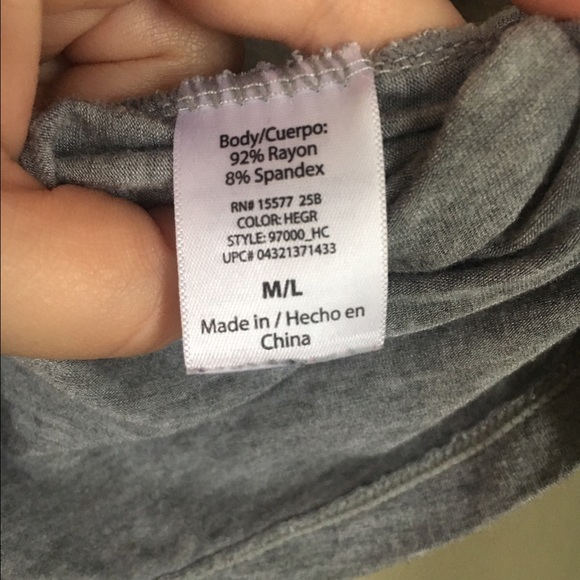 Body/Cuerpo:
92% Rayon
8% Spandex
RN# 15577 25B
COLOR: HEGR
STYLE: 97000_HC
UPC# 04321371433
M/L
Made in / Hecho en
China